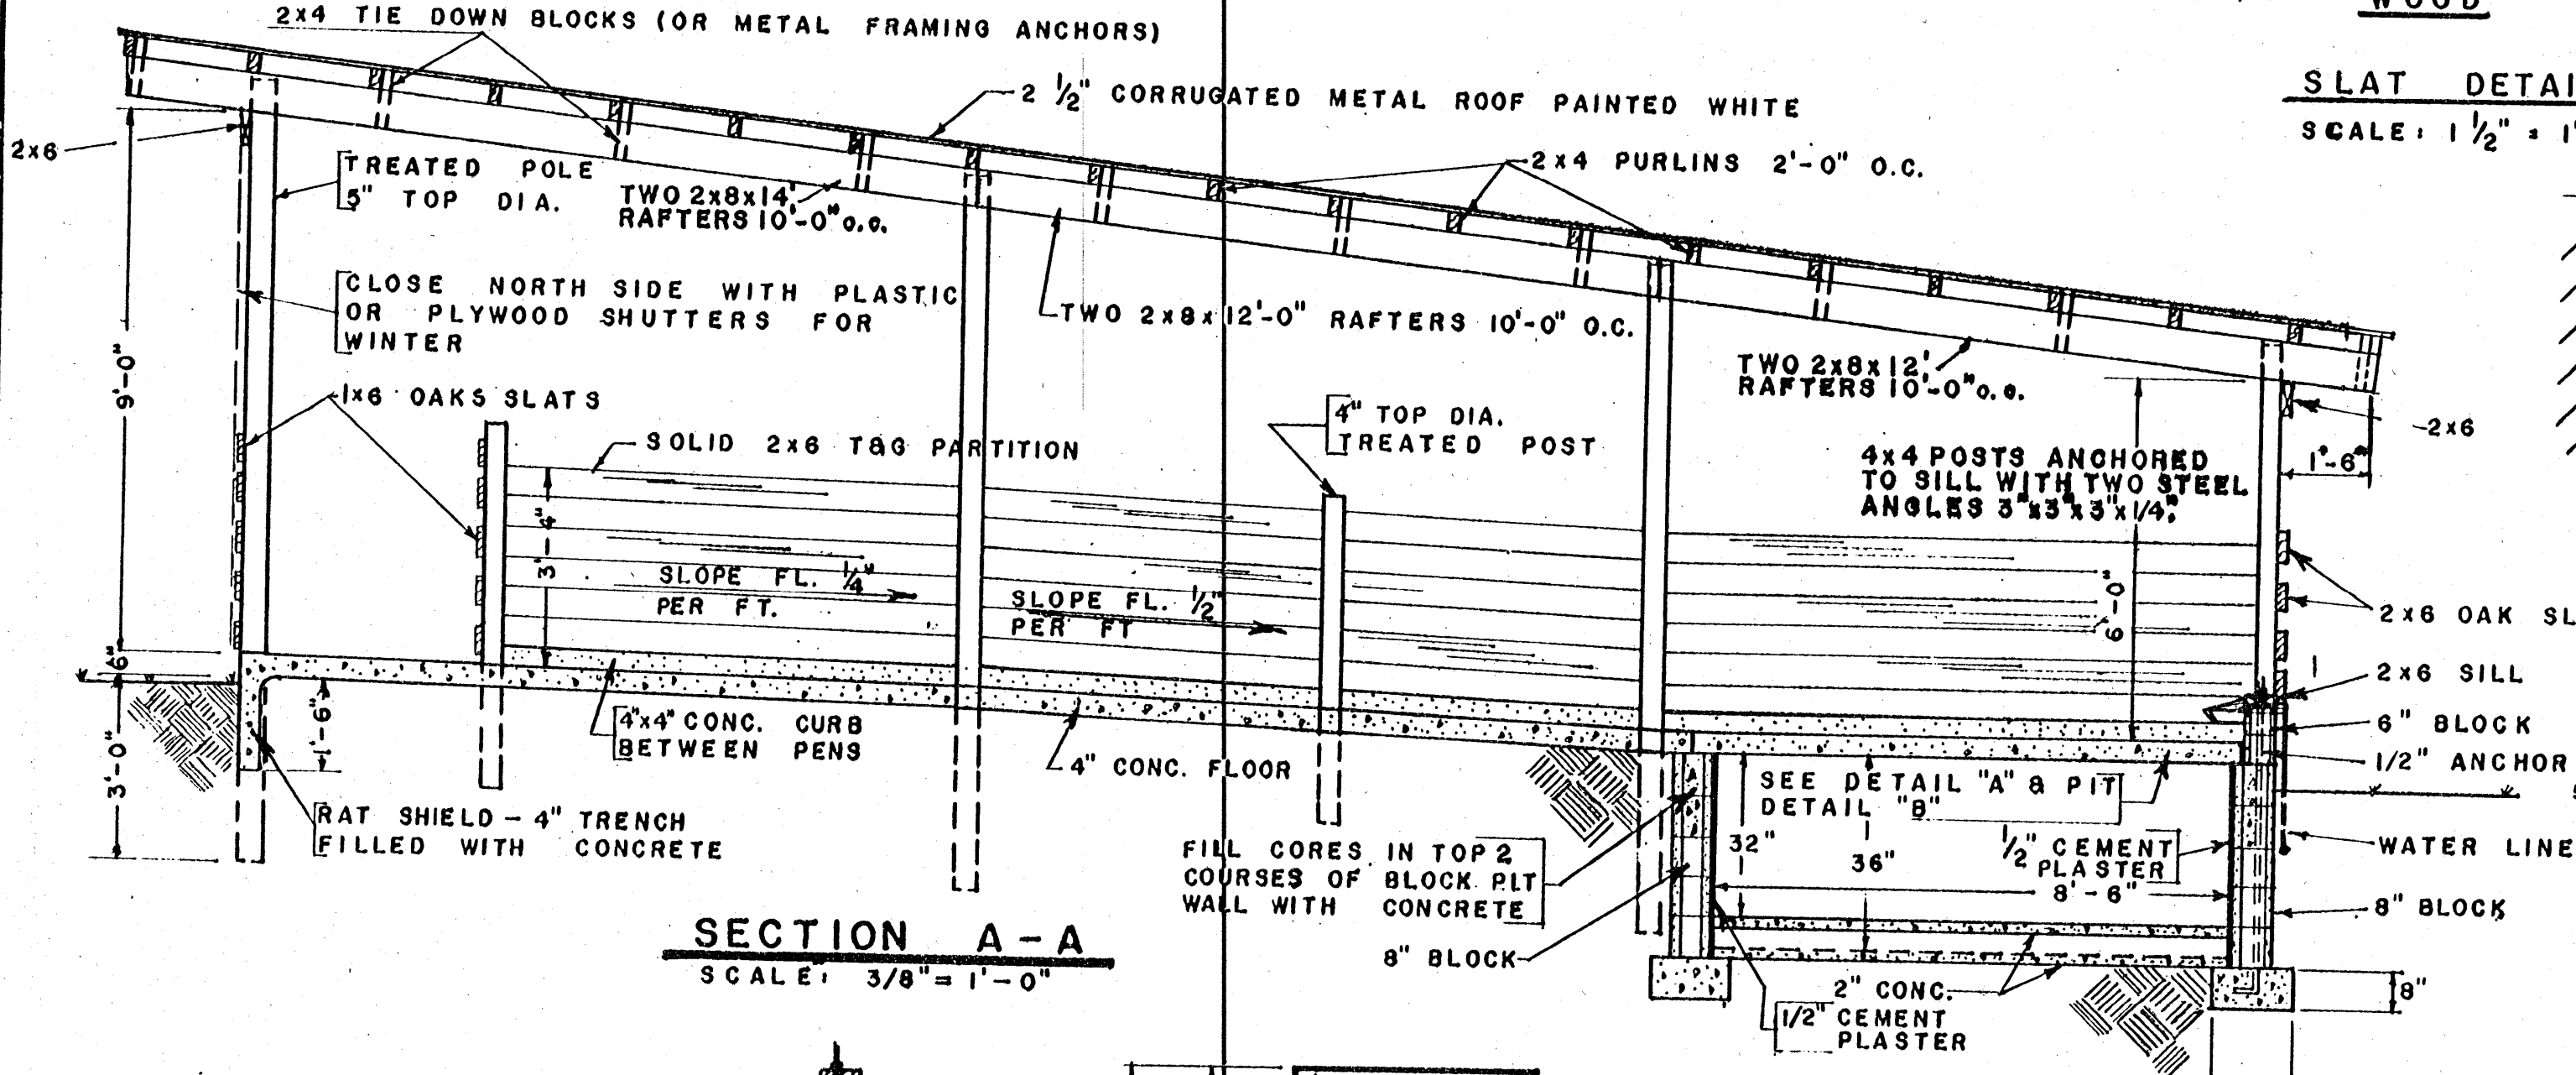 WOOD
2x4 TIE DOWN BLOCKS (OR METAL FRAMING ANCHORS)
SLAT DETAI
SCALE: 1 1/2" = 1'
2 1/2" CORRUGATED METAL ROOF PAINTED WHITE
2x6
TREATED POLE
5" TOP DIA.
TWO 2x8x14'
RAFTERS 10'-0" O.C.
2x4 PURLINS 2'-0" O.C.
CLOSE NORTH SIDE WITH PLASTIC
OR PLYWOOD SHUTTERS FOR
WINTER
TWO 2x8x12'-0" RAFTERS 10'-0" O.C.
TWO 2x8x12'
RAFTERS 10'-0" O.C.
9'-0"
1x6 OAKS SLATS
SOLID 2x6 T&G PARTITION
4" TOP DIA.
TREATED POST
2x6
1'-6"
4x4 POSTS ANCHORED
TO SILL WITH TWO STEEL
ANGLES 3"x3"x3"x1/4"
3'-4"
SLOPE FL. 1/4"
PER FT.
SLOPE FL. 1/2"
PER FT
6'-0"
2x6 OAK SL
2x6 SILL
6" BLOCK
1/2" ANCHOR
6"
3'-0"
1'-6"
4"x4" CONC. CURB
BETWEEN PENS
4" CONC. FLOOR
SEE DETAIL "A" & PIT
DETAIL "B"
RAT SHIELD - 4" TRENCH
FILLED WITH CONCRETE
FILL CORES IN TOP 2
COURSES OF BLOCK PIT
WALL WITH CONCRETE
32"
36"
1/2" CEMENT
PLASTER
8'-6"
WATER LINE
8" BLOCK
8" BLOCK
SECTION A-A
SCALE: 3/8" = 1'-0"
2" CONC.
1/2" CEMENT
PLASTER
8"